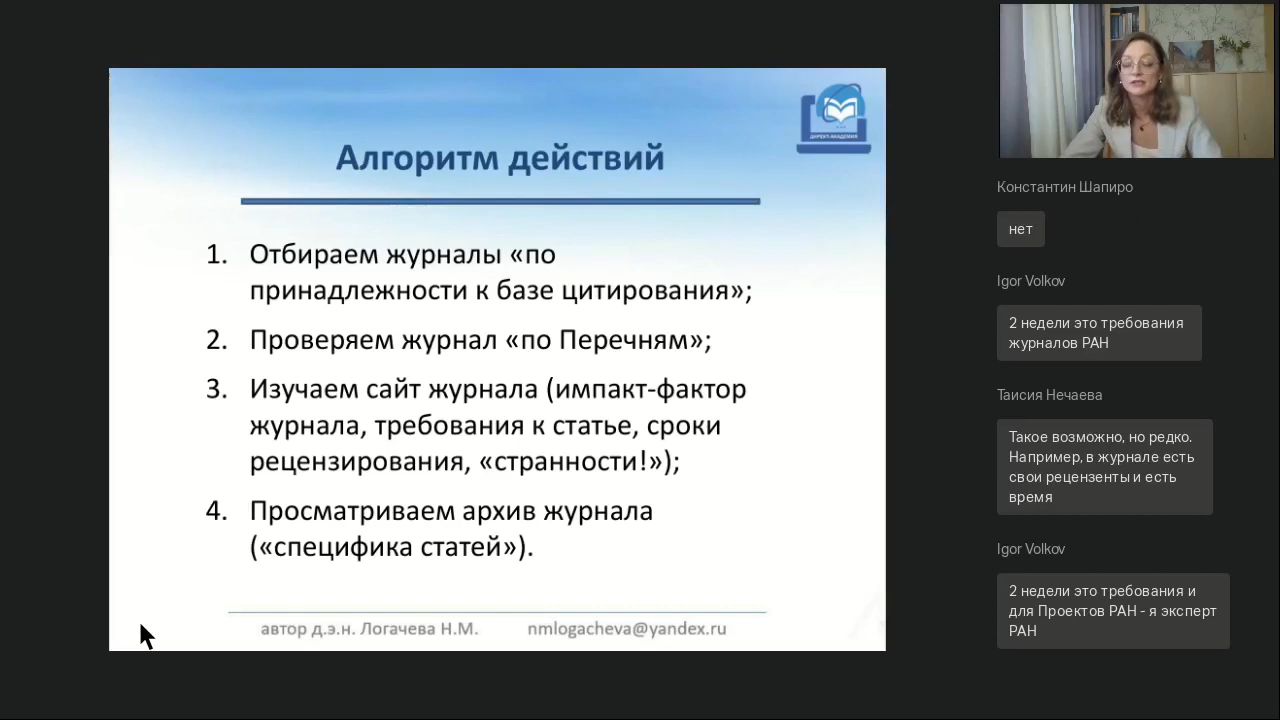 ДИРЕКТ-АКАДЕМИЯ
Алгоритм действий
1. Отбираем журналы «по
принадлежности к базе цитирования»;
2. Проверяем журнал «по Перечням»;
3. Изучаем сайт журнала (импакт-фактор
журнала, требования к статье, сроки
рецензирования, «странности!»);
4. Просматриваем архив журнала
(«специфика статей»).
автор д.э.н. Логачева Н.М. nmlogacheva@yandex.ru
Константин Шапиро
нет
Igor Volkov
2 недели это требования
журналов РАН
Таисия Нечаева
Такое возможно, но редко.
Например, в журнале есть
свои рецензенты и есть
время
Igor Volkov
2 недели это требования и
для Проектов РАН - я эксперт
РАН